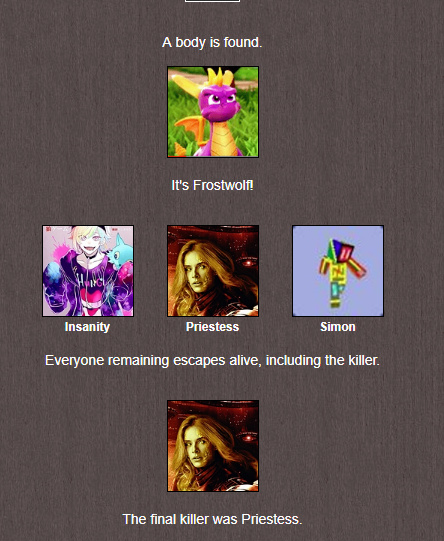 A body is found.
It's Frostwolf!
Insanity
Priestess
Simon
Everyone remaining escapes alive, including the killer.
The final killer was Priestess.